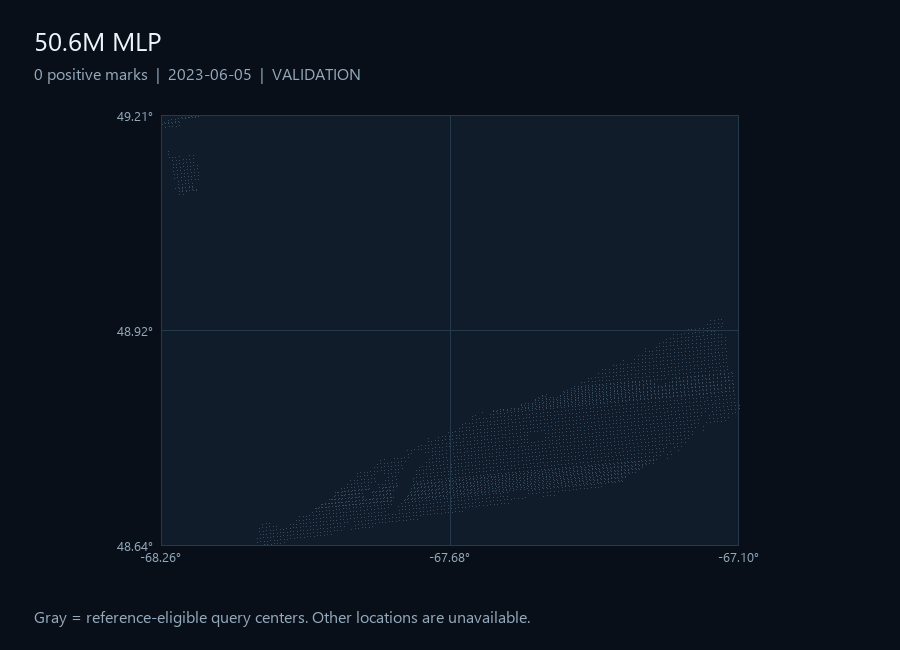 50.6M MLP
0 positive marks | 2023-06-05 | VALIDATION
49.21°
48.92°
48.64°
-68.26°
-67.68°
-67.10°
Gray = reference-eligible query centers. Other locations are unavailable.